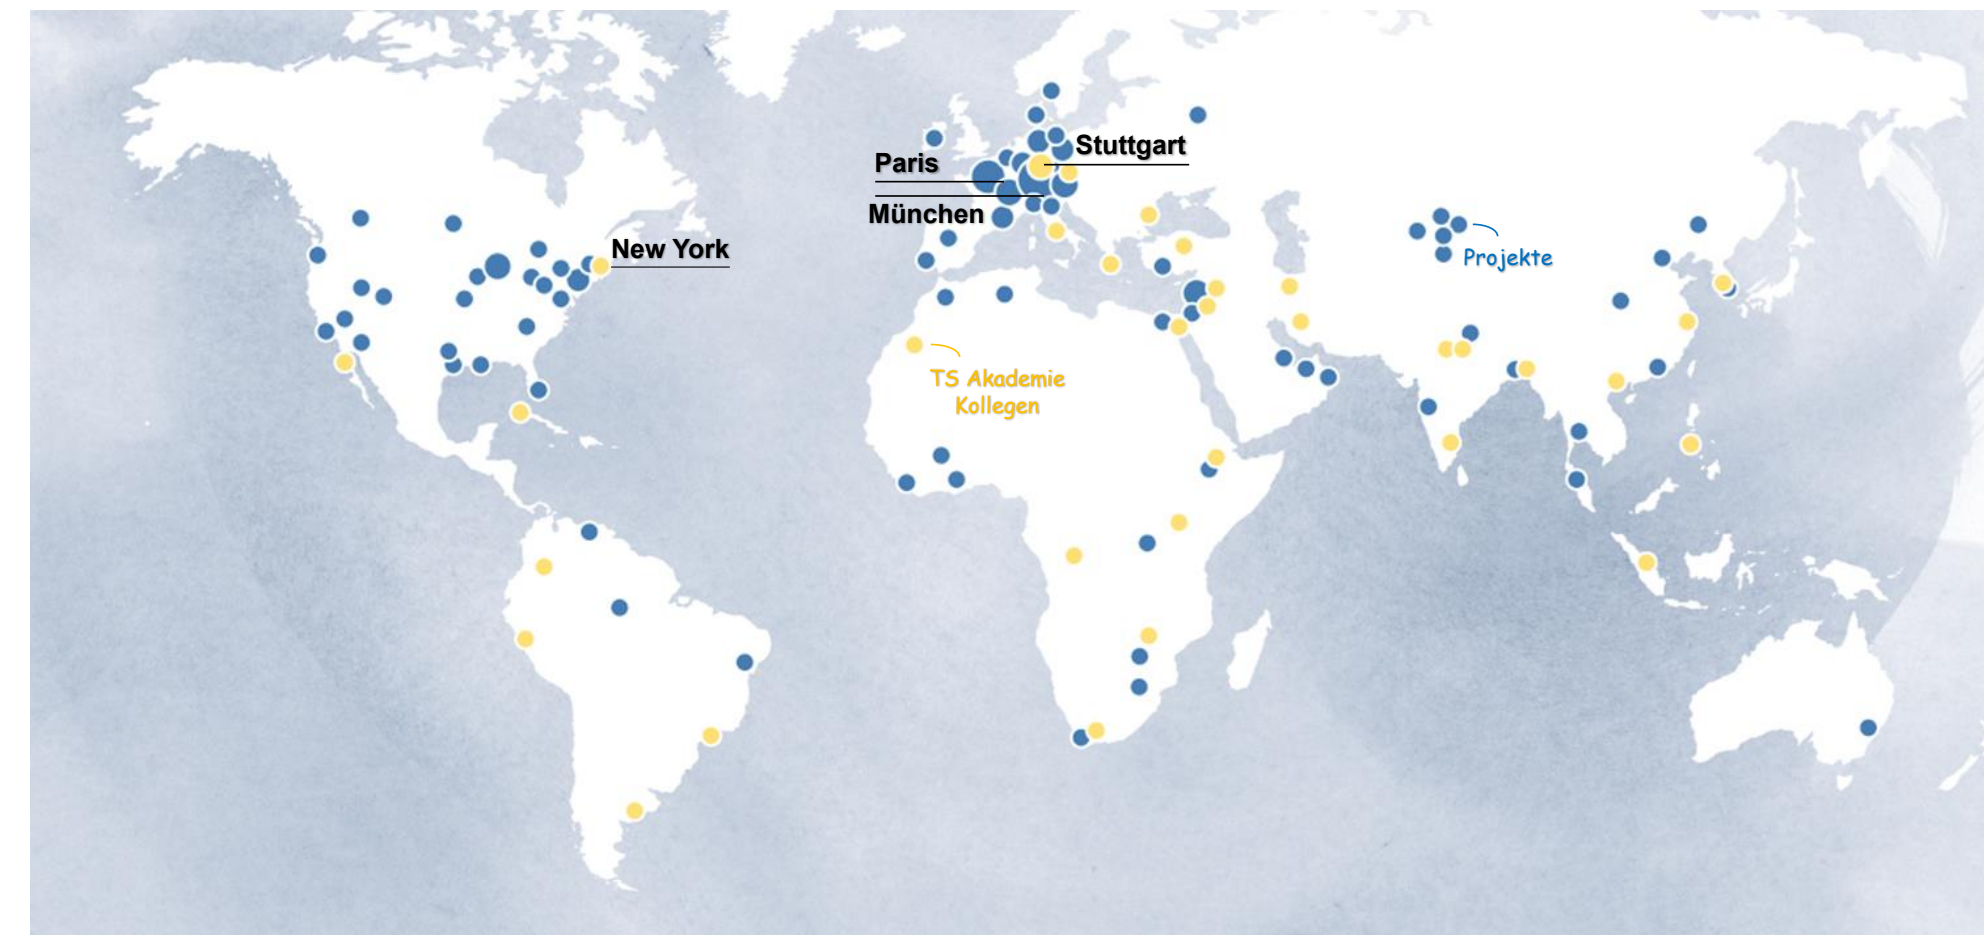 Stuttgart
Paris
München
New York
Projekte
TS Akademie
Kollegen